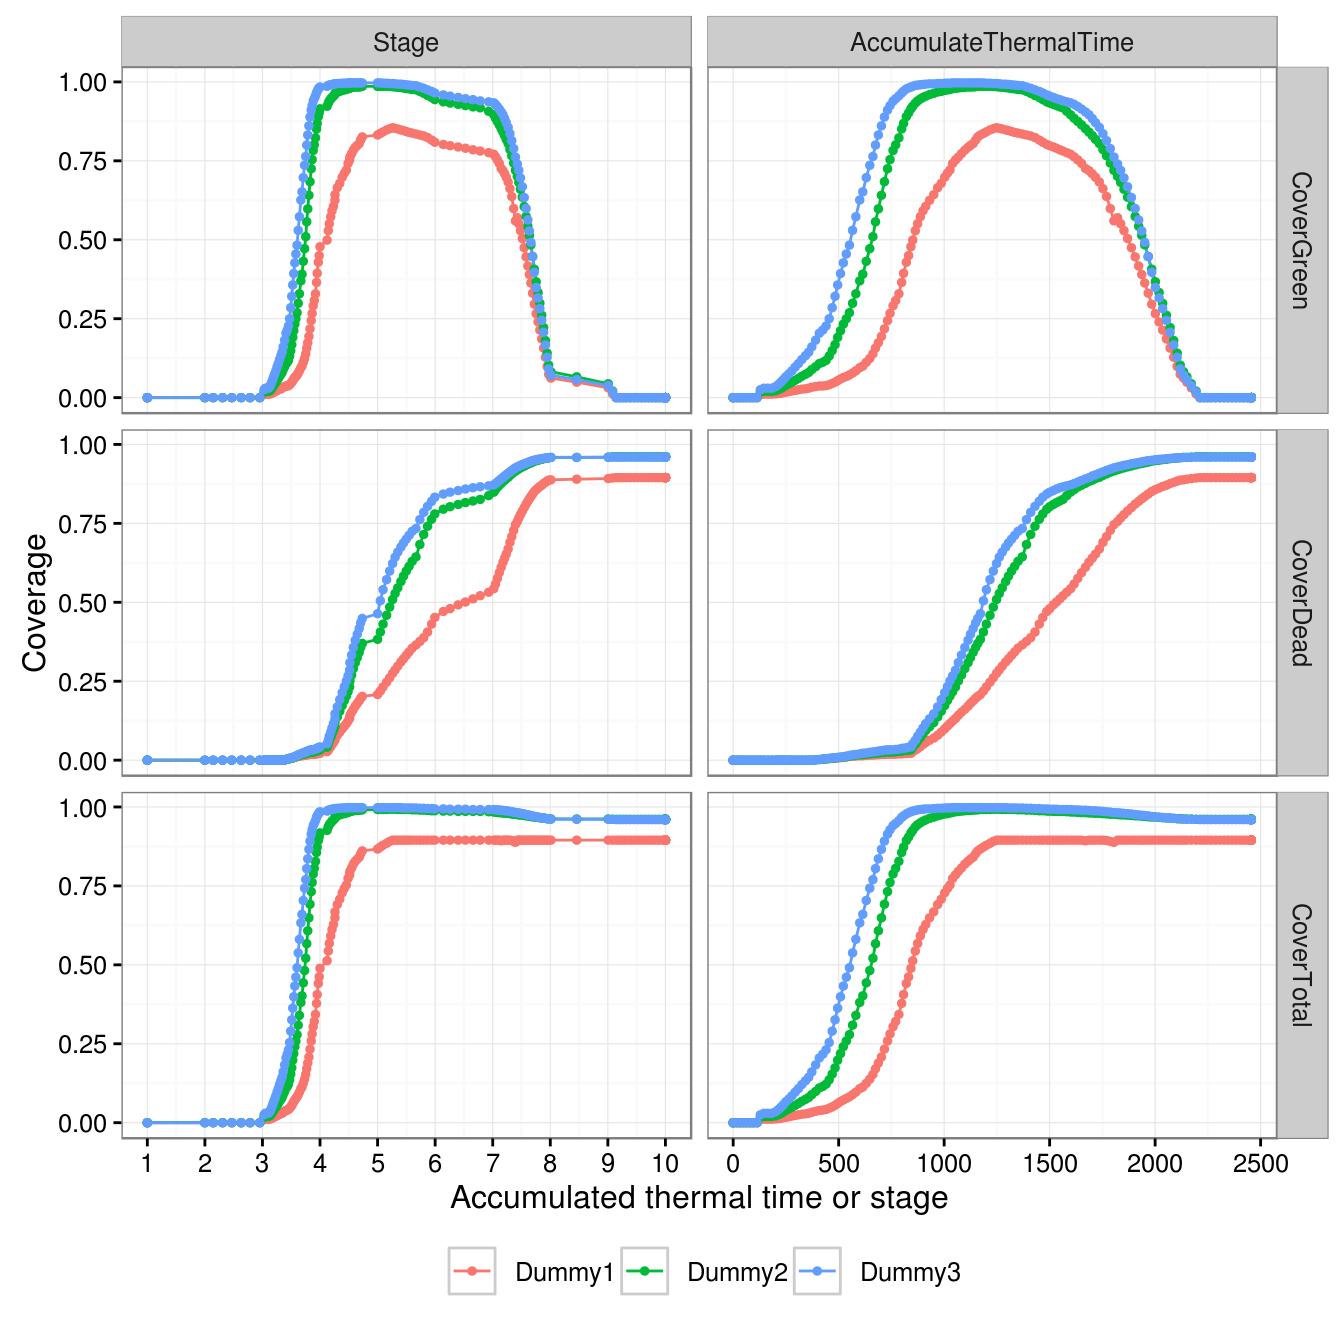 Stage
AccumulateThermalTime
1.00
0.75
0.50
0.25
0.00
CoverGreen
1.00
0.75
0.50
0.25
0.00
CoverDead
1.00
0.75
0.50
0.25
0.00
CoverTotal
Coverage
1 2 3 4 5 6 7 8 9 10
0 500 1000 1500 2000 2500
Accumulated thermal time or stage
Dummy1 Dummy2 Dummy3